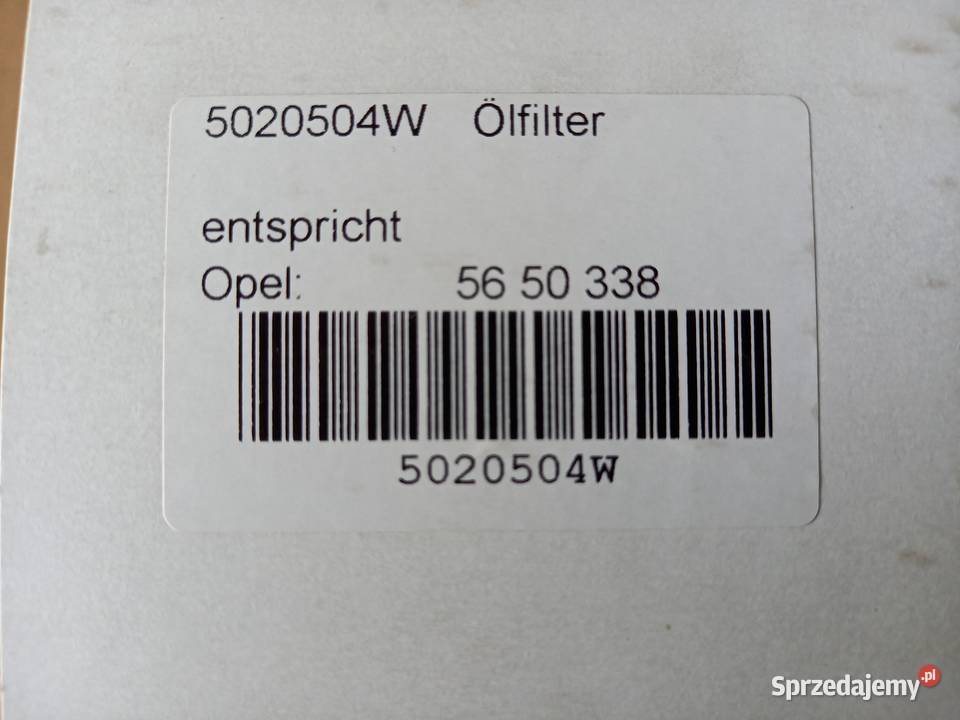 5020504W Ölfilter
entspricht
Opel: 56 50 338
5020504W
Sprzedajemy.pl